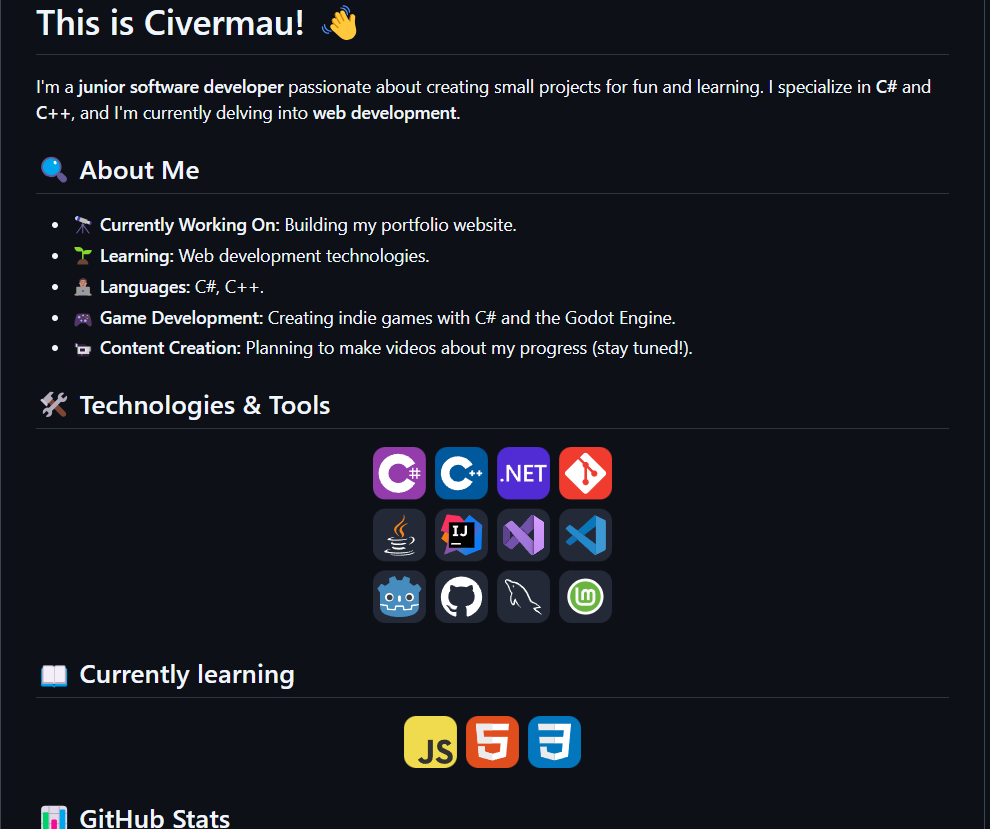 This is Civermau! 👋
I'm a junior software developer passionate about creating small projects for fun and learning. I specialize in C# and
C++, and I'm currently delving into web development.
🔍 About Me
• 🔭 Currently Working On: Building my portfolio website.
• 🌱 Learning: Web development technologies.
• 👨🏽‍💻 Languages: C#, C++.
• 🎮 Game Development: Creating indie games with C# and the Godot Engine.
• 📹 Content Creation: Planning to make videos about my progress (stay tuned!).
🛠️ Technologies & Tools
C# C++ .NET
IJ
lm
📖 Currently learning
JS 5 3
📊 GitHub Stats